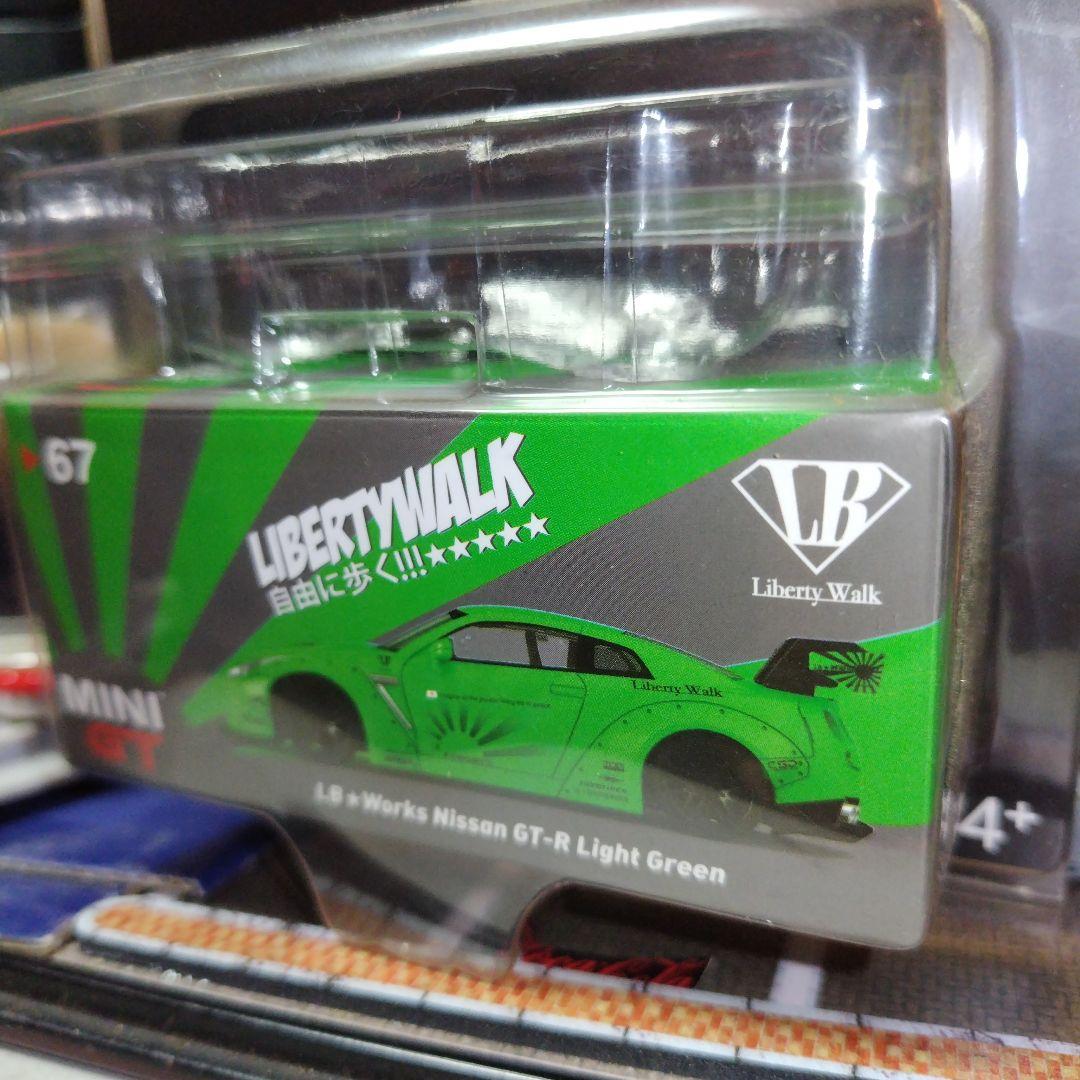 67
LIBERTYWALK
自由に歩く!!!★★★★★
LB
Liberty Walk
LB
Liberty Walk
MINI
GT
LB★Works Nissan GT-R Light Green
4+